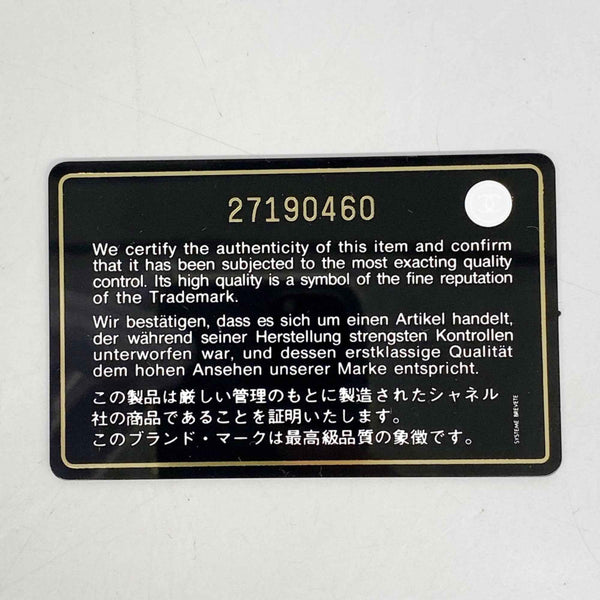 27190460
We certify the authenticity of this item and confirm
that it has been subjected to the most exacting quality
control. Its high quality is a symbol of the fine reputation
of the Trademark.
Wir bestätigen, dass es sich um einen Artikel handelt,
der während seiner Herstellung strengsten Kontrollen
unterworfen war, und dessen erstklassige Qualität
dem hohen Ansehen unserer Marke entspricht.
この製品は厳しい管理のもとに製造されたシャネル
社の商品であることを証明いたします。
このブランド・マークは最高級品質の象徴です。
SYSTEME BREVETE